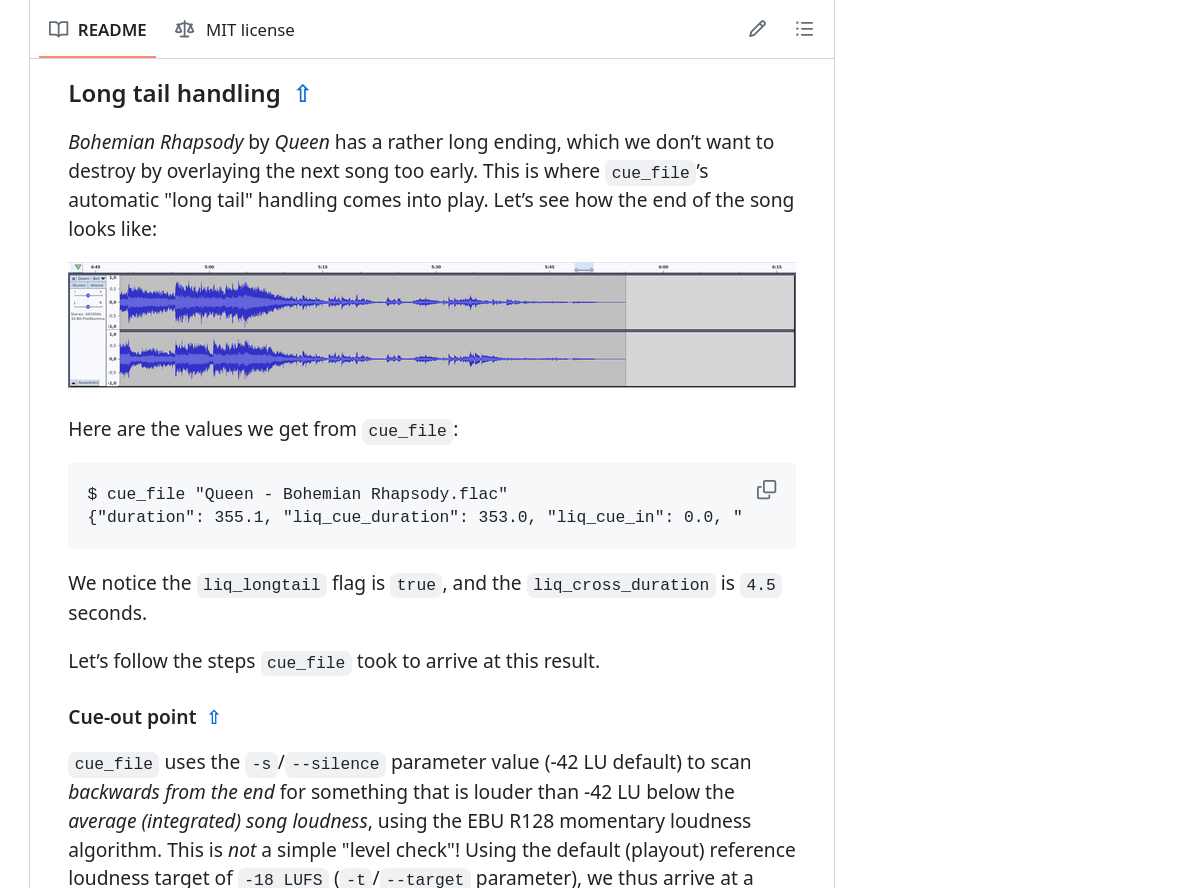 README
MIT license
Long tail handling ⇧
Bohemian Rhapsody by Queen has a rather long ending, which we don’t want to
destroy by overlaying the next song too early. This is where cue_file’s
automatic "long tail" handling comes into play. Let’s see how the end of the song
looks like:
4:45 5:00 5:15 5:30 5:45 6:00 6:15
1,0
0,5
0,0
-0,5
-1,0
1,0
0,5
0,0
-0,5
-1,0
Here are the values we get from cue_file:
$ cue_file "Queen - Bohemian Rhapsody.flac"
{"duration": 355.1, "liq_cue_duration": 353.0, "liq_cue_in": 0.0, "
We notice the liq_longtail flag is true, and the liq_cross_duration is 4.5
seconds.
Let’s follow the steps cue_file took to arrive at this result.
Cue-out point ⇧
cue_file uses the -s/--silence parameter value (-42 LU default) to scan
backwards from the end for something that is louder than -42 LU below the
average (integrated) song loudness, using the EBU R128 momentary loudness
algorithm. This is not a simple "level check"! Using the default (playout) reference
loudness target of -18 LUFS (-t/--target parameter), we thus arrive at a